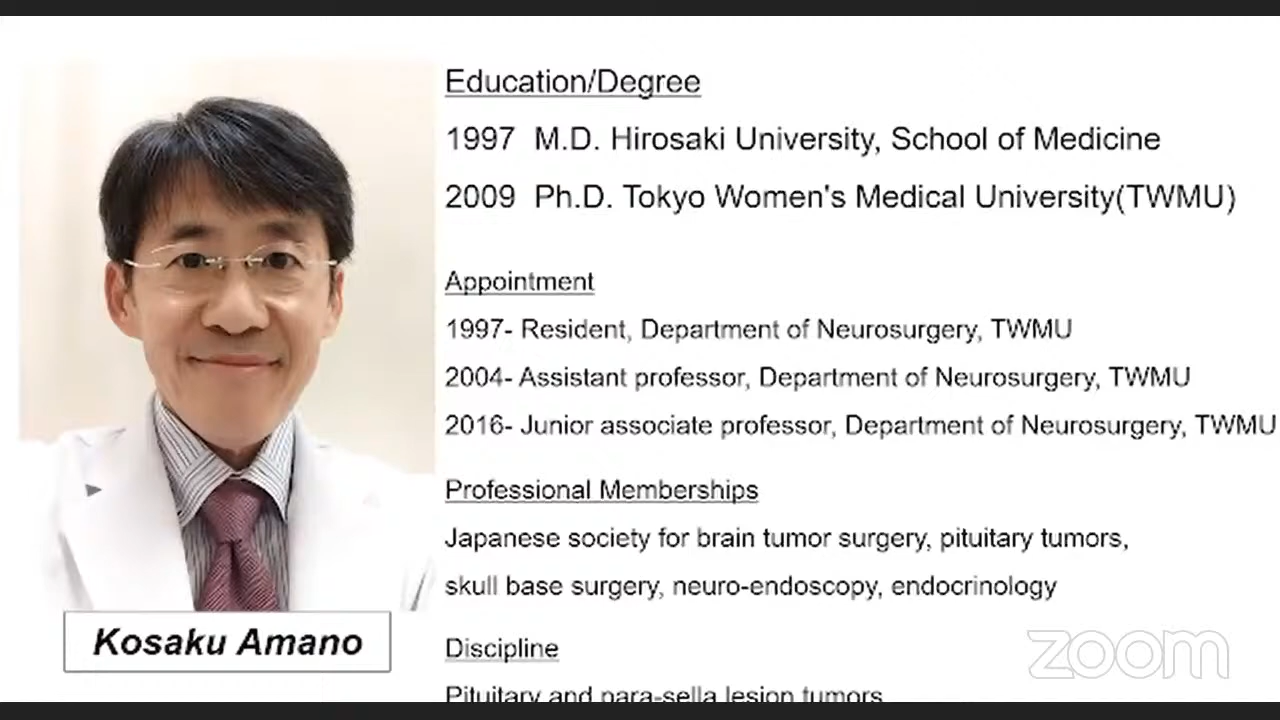 Education/Degree
1997 M.D. Hirosaki University, School of Medicine
2009 Ph.D. Tokyo Women's Medical University(TWMU)
Appointment
1997- Resident, Department of Neurosurgery, TWMU
2004- Assistant professor, Department of Neurosurgery, TWMU
2016- Junior associate professor, Department of Neurosurgery, TWMU
Professional Memberships
Japanese society for brain tumor surgery, pituitary tumors,
skull base surgery, neuro-endoscopy, endocrinology
Discipline
Pituitary and para-sella lesion tumors
Kosaku Amano
zoom